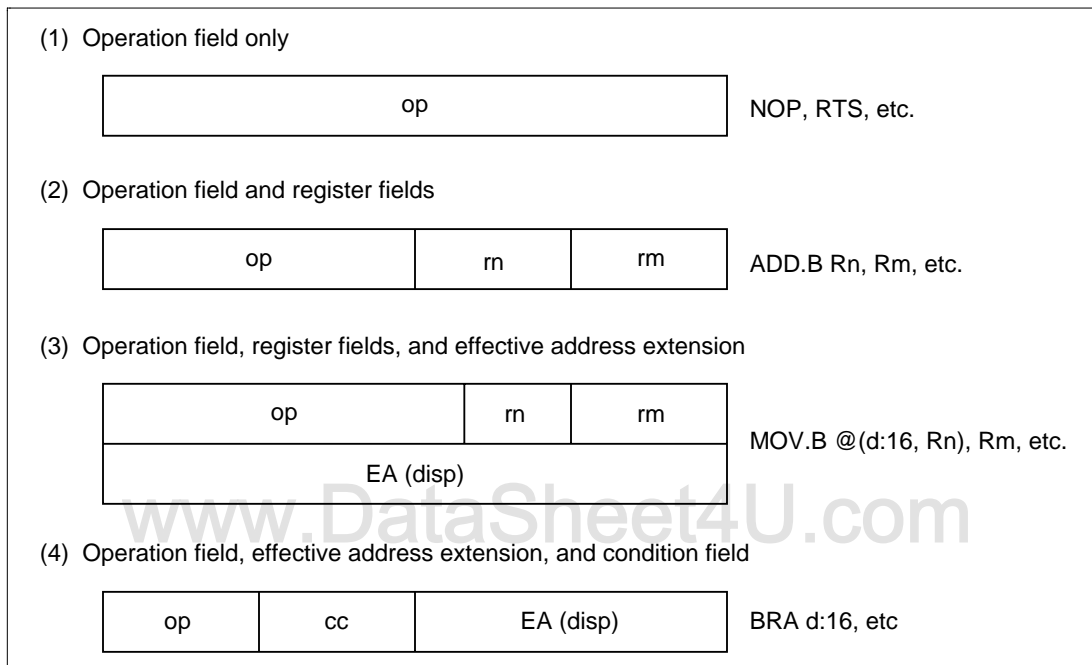 (1) Operation field only
op
NOP, RTS, etc.
(2) Operation field and register fields
op rn rm
ADD.B Rn, Rm, etc.
(3) Operation field, register fields, and effective address extension
op rn rm
MOV.B @(d:16, Rn), Rm, etc.
EA (disp)
www.DataSheet4U.com
(4) Operation field, effective address extension, and condition field
op cc EA (disp)
BRA d:16, etc